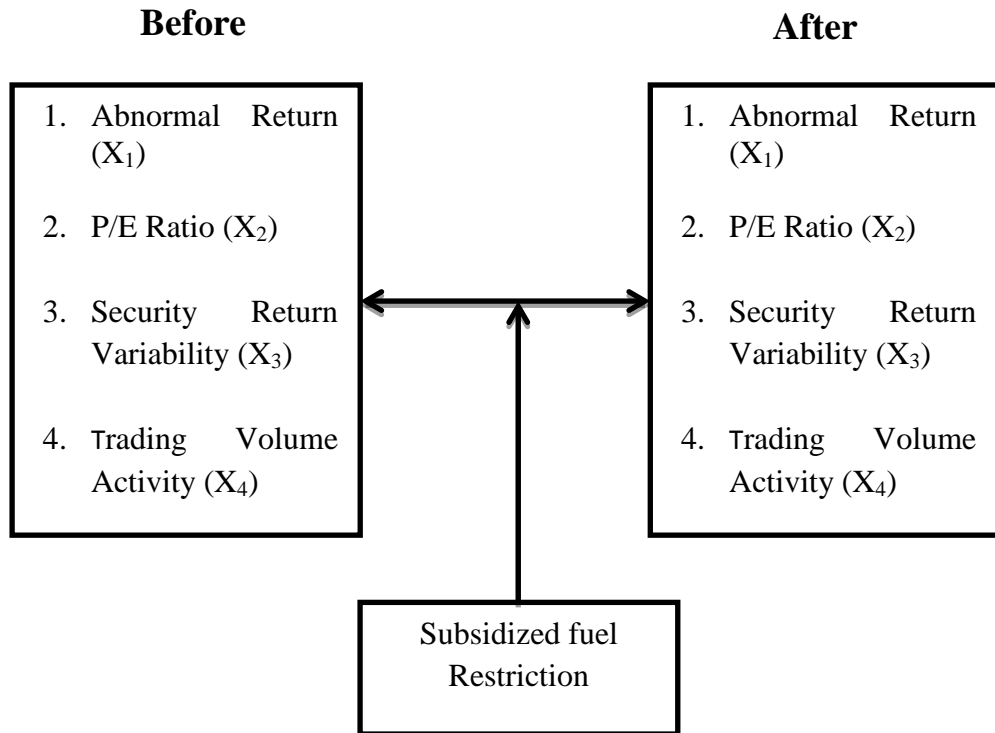 Before
After
1. Abnormal Return
(X₁)
2. P/E Ratio (X₂)
3. Security Return
Variability (X₃)
4. Trading Volume
Activity (X₄)
1. Abnormal Return
(X₁)
2. P/E Ratio (X₂)
3. Security Return
Variability (X₃)
4. Trading Volume
Activity (X₄)
Subsidized fuel
Restriction